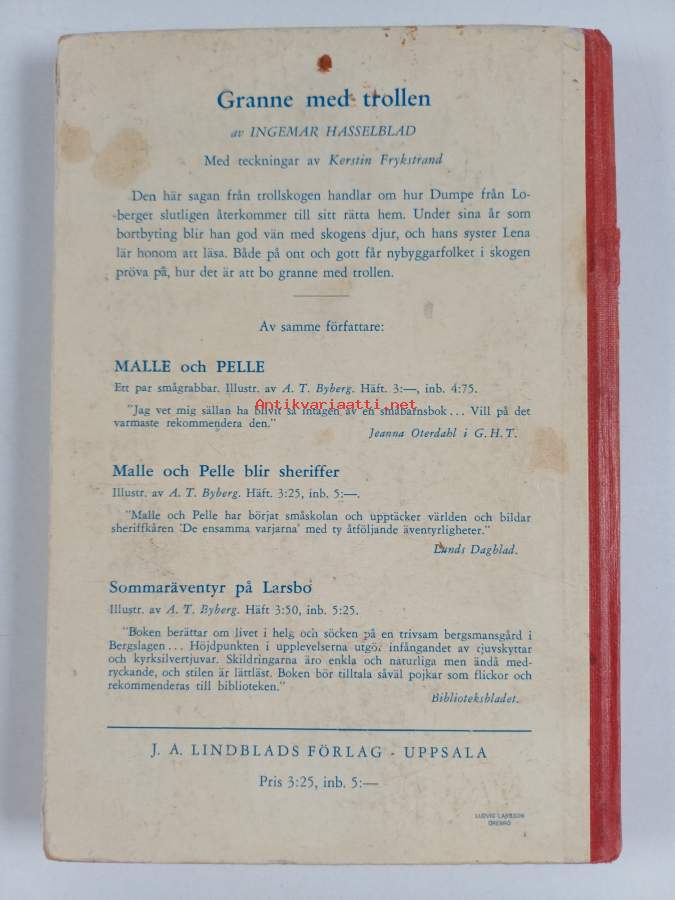 Granne med trollen
av INGEMAR HASSELBLAD
Med teckningar av Kerstin Frykstrand
Den här sagan från trollskogen handlar om hur Dumpe från Lo-
berget slutligen återkommer till sitt rätta hem. Under sina år som
bortbyting blir han god vän med skogens djur, och hans syster Lena
lär honom att läsa. Både på ont och gott får nybyggarfolket i skogen
pröva på, hur det är att bo granne med trollen.
Av samme författare:
MALLE och PELLE
Ett par smågrabbar. Illustr. av A. T. Byberg. Häft. 3:—, inb. 4:75.
Antikvariaatti.net
"Jag vet mig sällan ha blivit så intagen av en småbarnsbok... Vill på det
varmaste rekommendera den."
Jeanna Oterdahl i G.H.T.
Malle och Pelle blir sheriffer
Illustr. av A. T. Byberg. Häft. 3:25, inb. 5:—.
"Malle och Pelle har börjat småskolan och upptäcker världen och bildar
sheriffkåren 'De ensamma varjarna' med ty åtföljande äventyrligheter."
Lunds Dagblad.
Sommaräventyr på Larsbo
Illustr. av A. T. Byberg. Häft 3:50, inb. 5:25.
"Boken berättar om livet i helg och söcken på en trivsam bergsmansgård i
Bergslagen... Höjdpunkten i upplevelserna utgör infångandet av tjuvskyttar
och kyrksilvertjuvar. Skildringarna äro enkla och naturliga men ändå med-
ryckande, och stilen är lättläst. Boken bör tilltala såväl pojkar som flickor och
rekommenderas till biblioteken."
Biblioteksbladet.
J. A. LINDBLADS FÖRLAG - UPPSALA
Pris 3:25, inb. 5:—
LUDVIG LARSSON
ÖREBRO